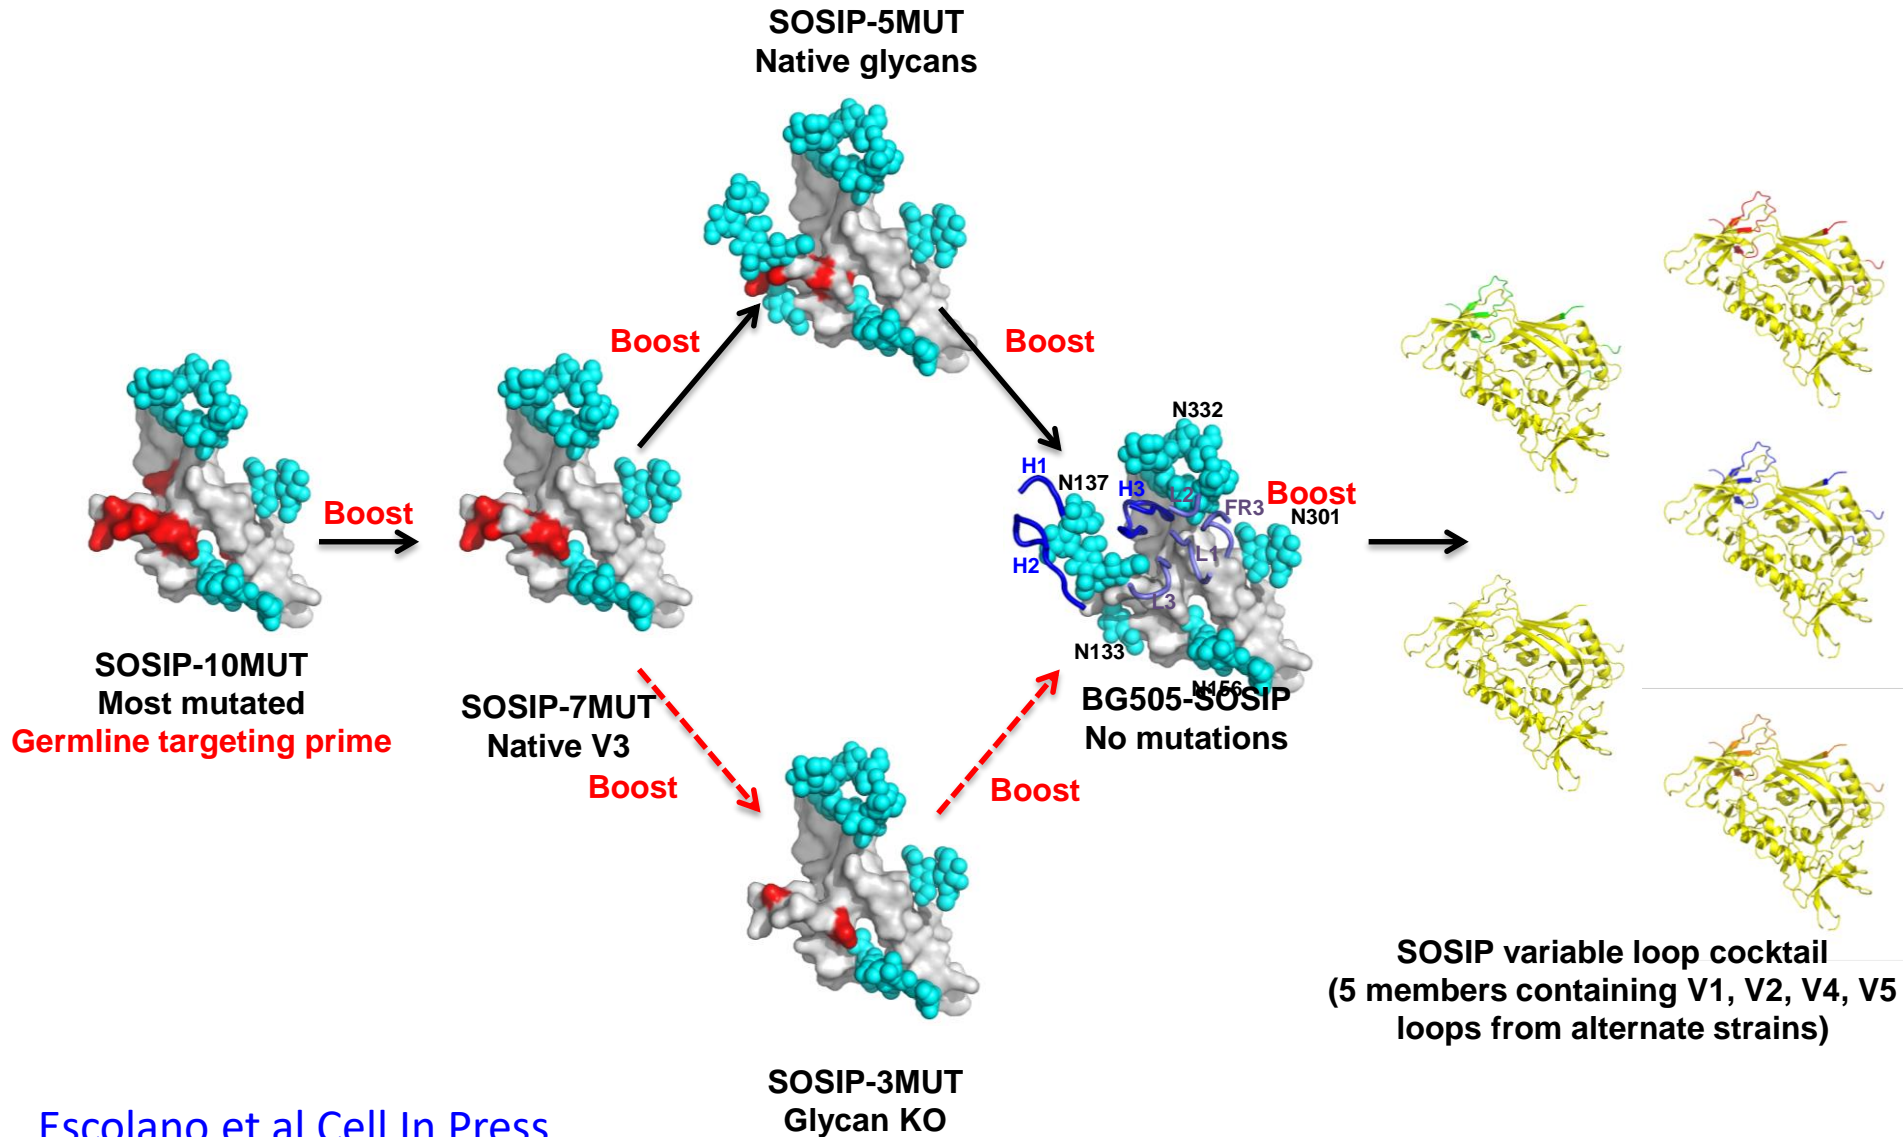 SOSIP-5MUT
Native glycans
Boost
Boost
N332
H1
N137
H3
L2
Boost
FR3
N301
Boost
L1
H2
L3
N133
N156
SOSIP-10MUT
Most mutated
Germline targeting prime
SOSIP-7MUT
Native V3
BG505-SOSIP
No mutations
Boost
Boost
SOSIP variable loop cocktail
(5 members containing V1, V2, V4, V5
loops from alternate strains)
SOSIP-3MUT
Glycan KO
Escolano et al Cell In Press